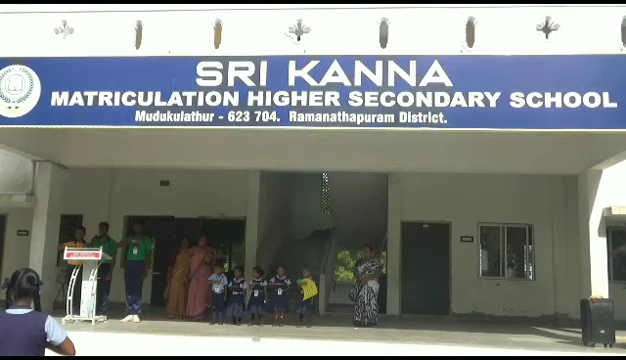 SRI KANNA
MATRICULATION HIGHER SECONDARY SCHOOL
Mudukulathur - 623 704. Ramanathapuram District.